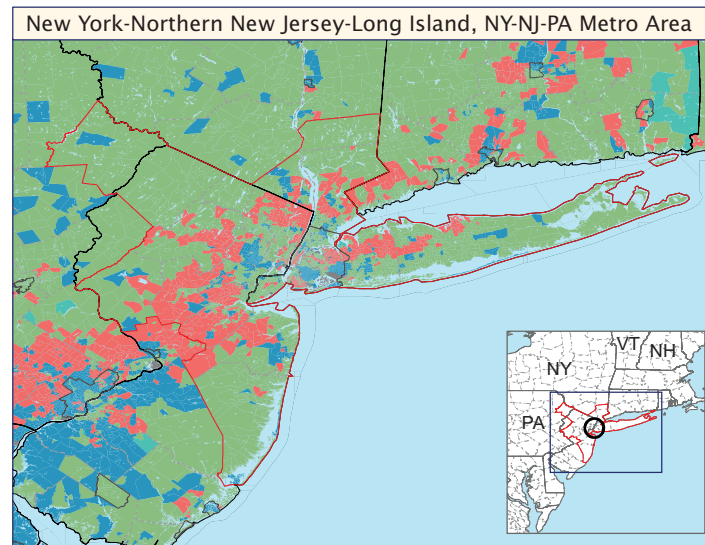 New York-Northern New Jersey-Long Island, NY-NJ-PA Metro Area
VT
NH
NY
PA